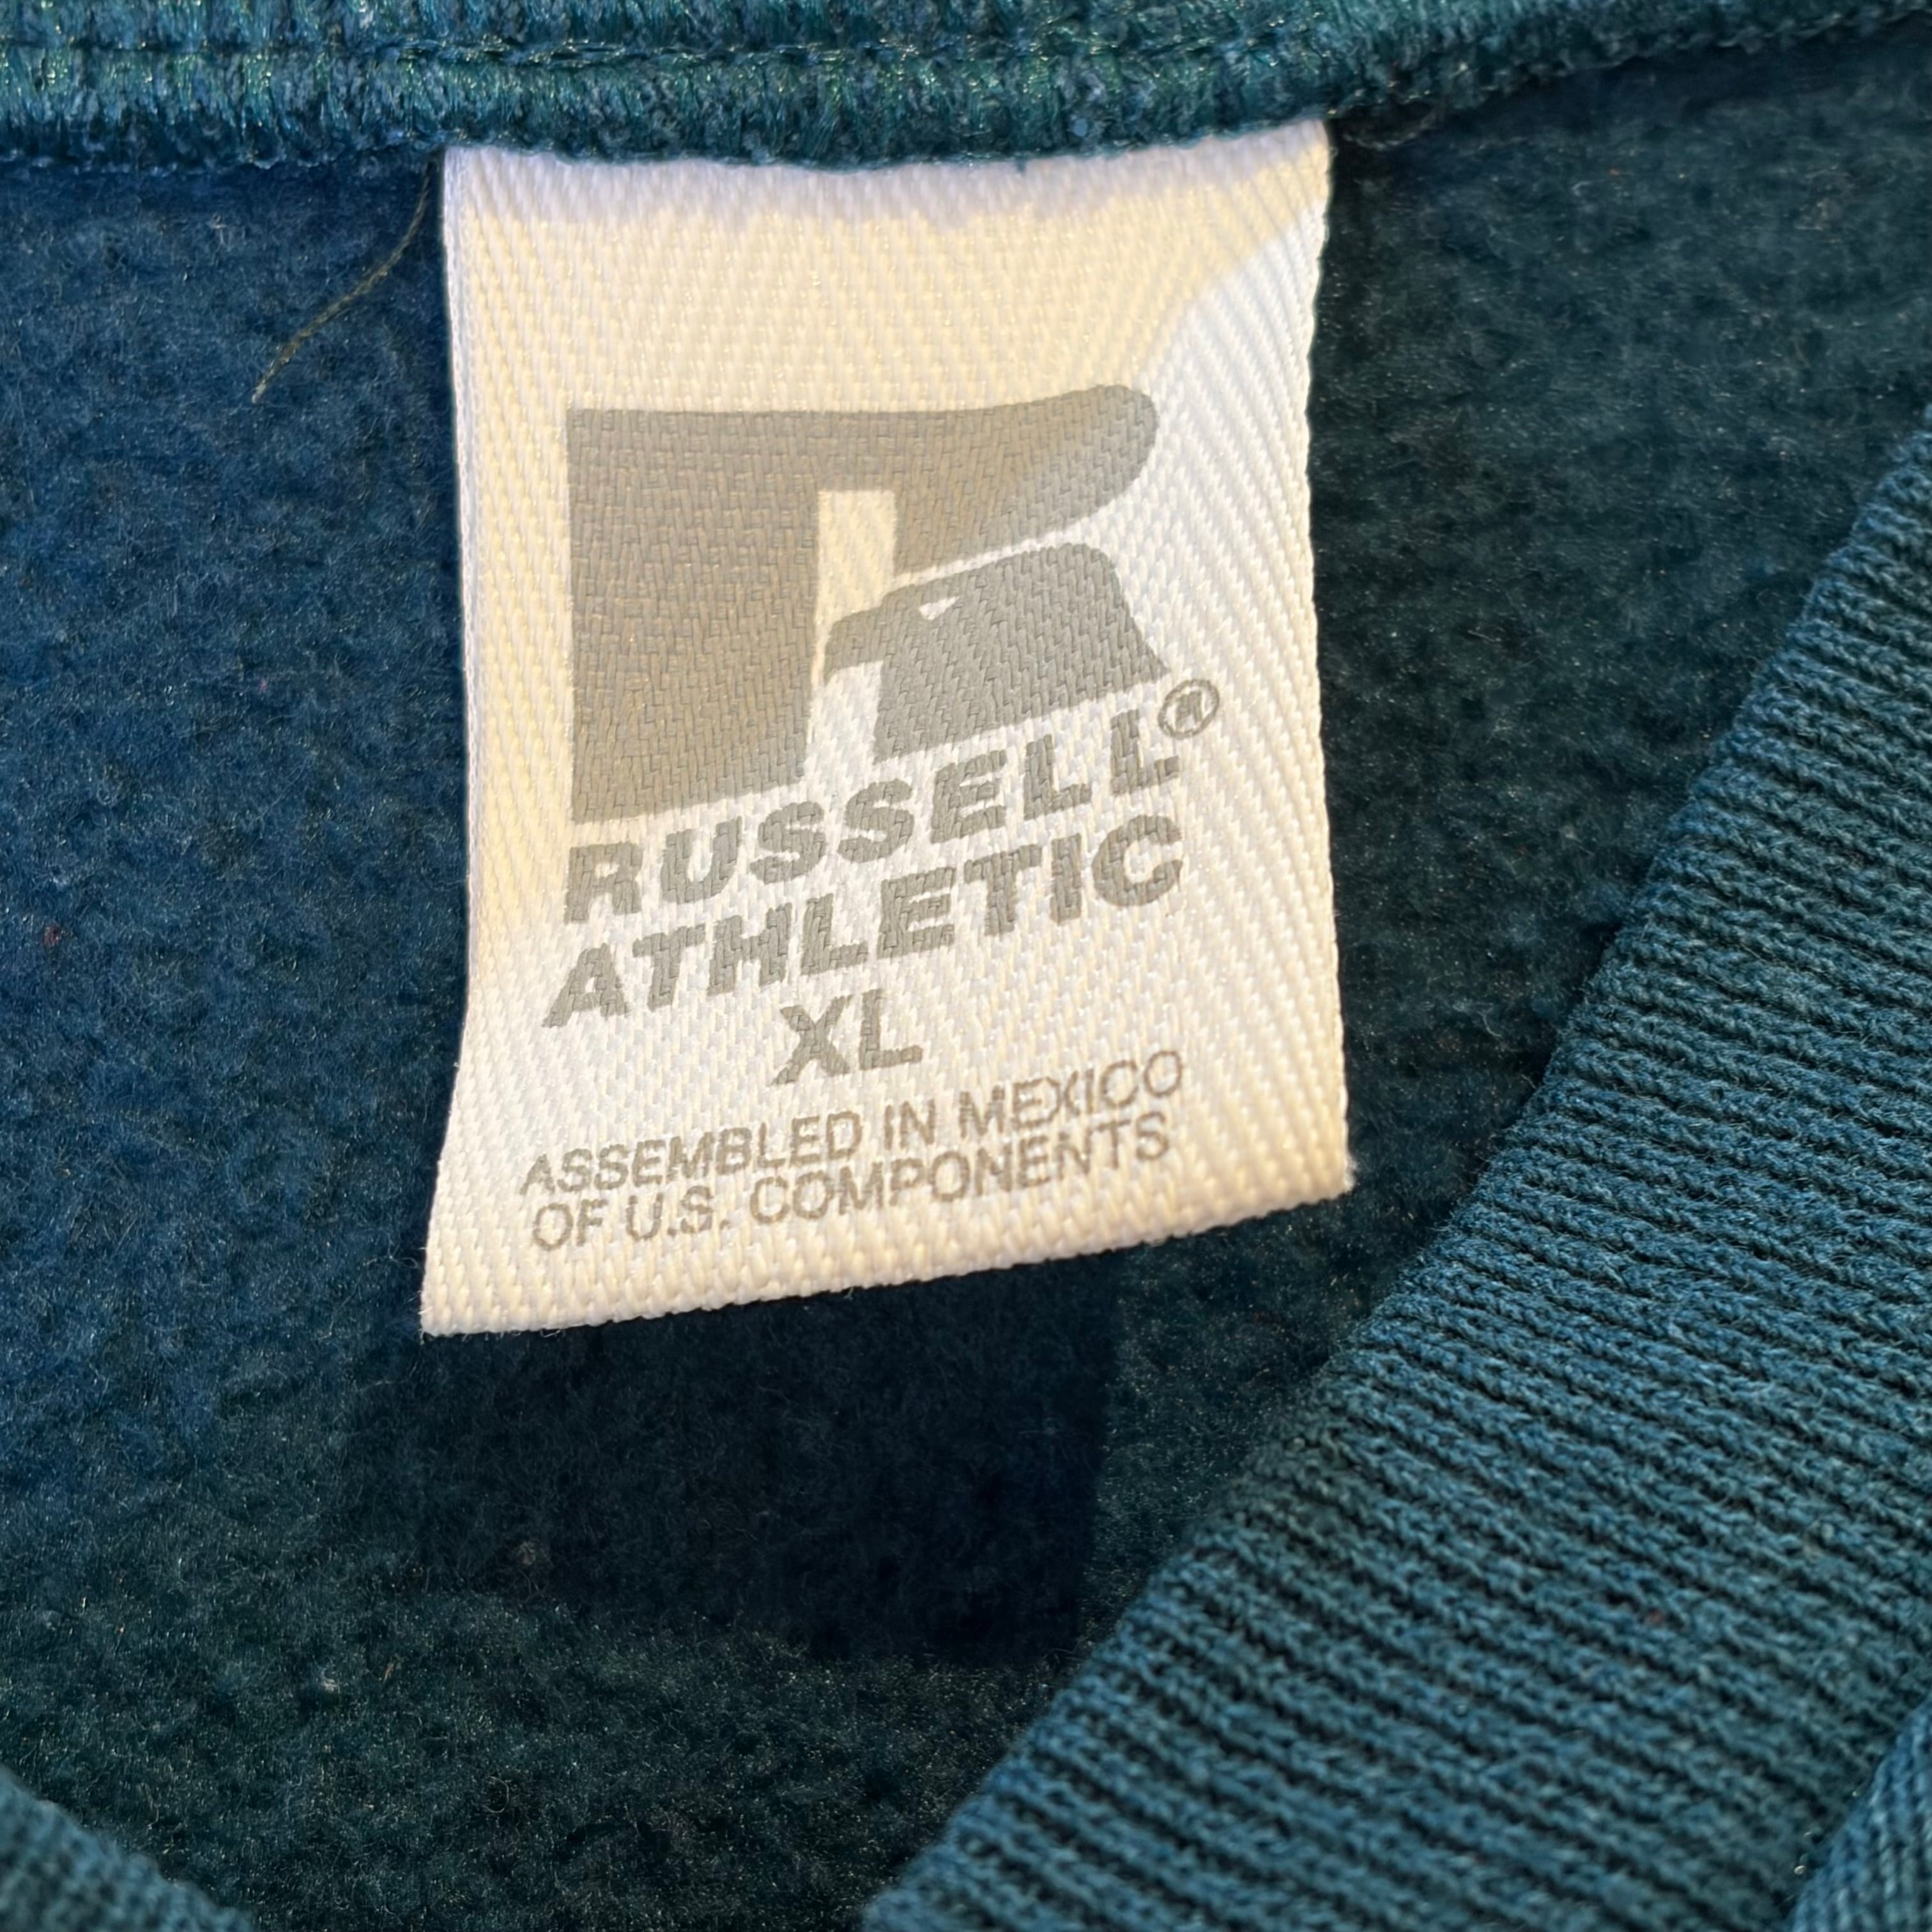 RUSSELL®
ATHLETIC
XL
ASSEMBLED IN MEXICO
OF U.S. COMPONENTS